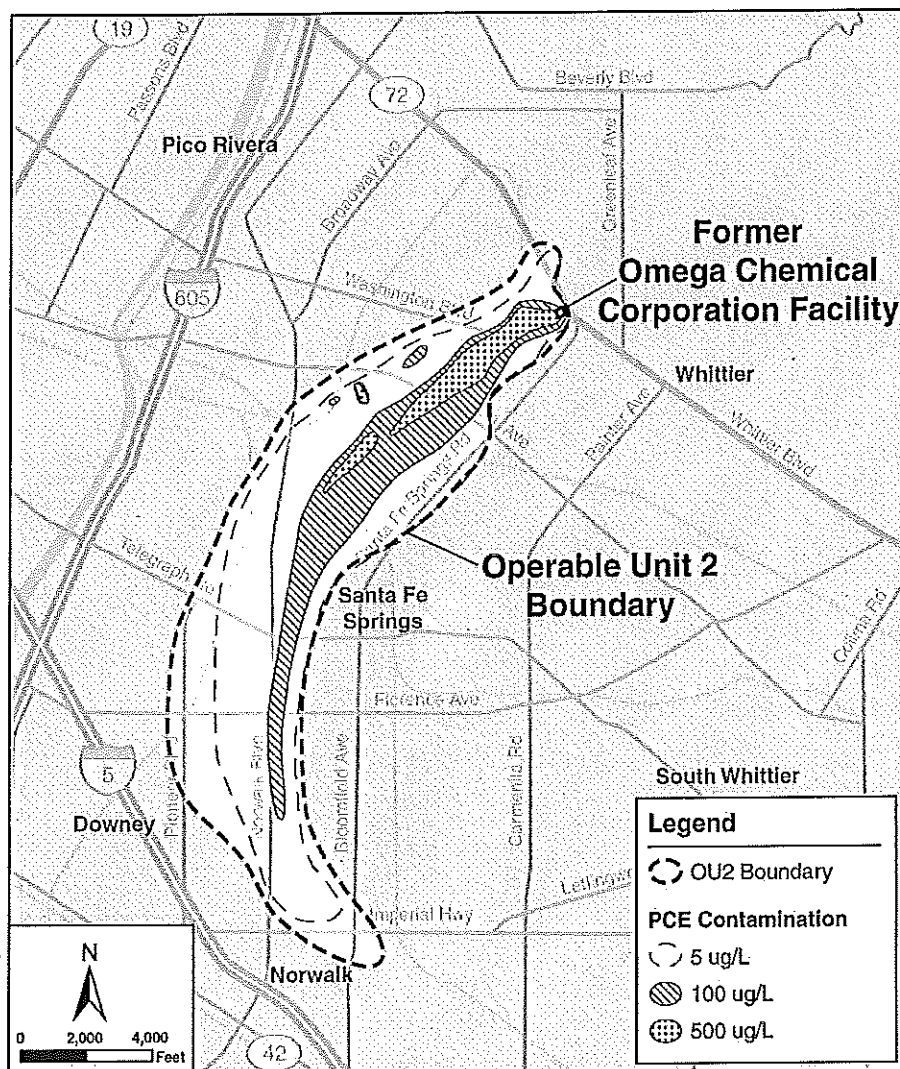 19
Passons Blvd
72
Beverly Blvd
Pico Rivera
Broadway Ave
Greenleaf Ave
Former
Omega Chemical
Corporation Facility
605
Washington Blvd
Whittier
Painter Ave
Whittier Blvd
Ave
Santa Fe Springs Rd
Operable Unit 2
Boundary
Telegraph Rd
Santa Fe
Springs
Colima Rd
Florence Ave
5
Downey
Pioneer Blvd
Norwalk Blvd
Bloomfield Ave
Carmenita Rd
South Whittier
Imperial Hwy
Norwalk
42
N
0 2,000 4,000
Feet
Legend
OU2 Boundary
PCE Contamination
5 ug/L
100 ug/L
500 ug/L